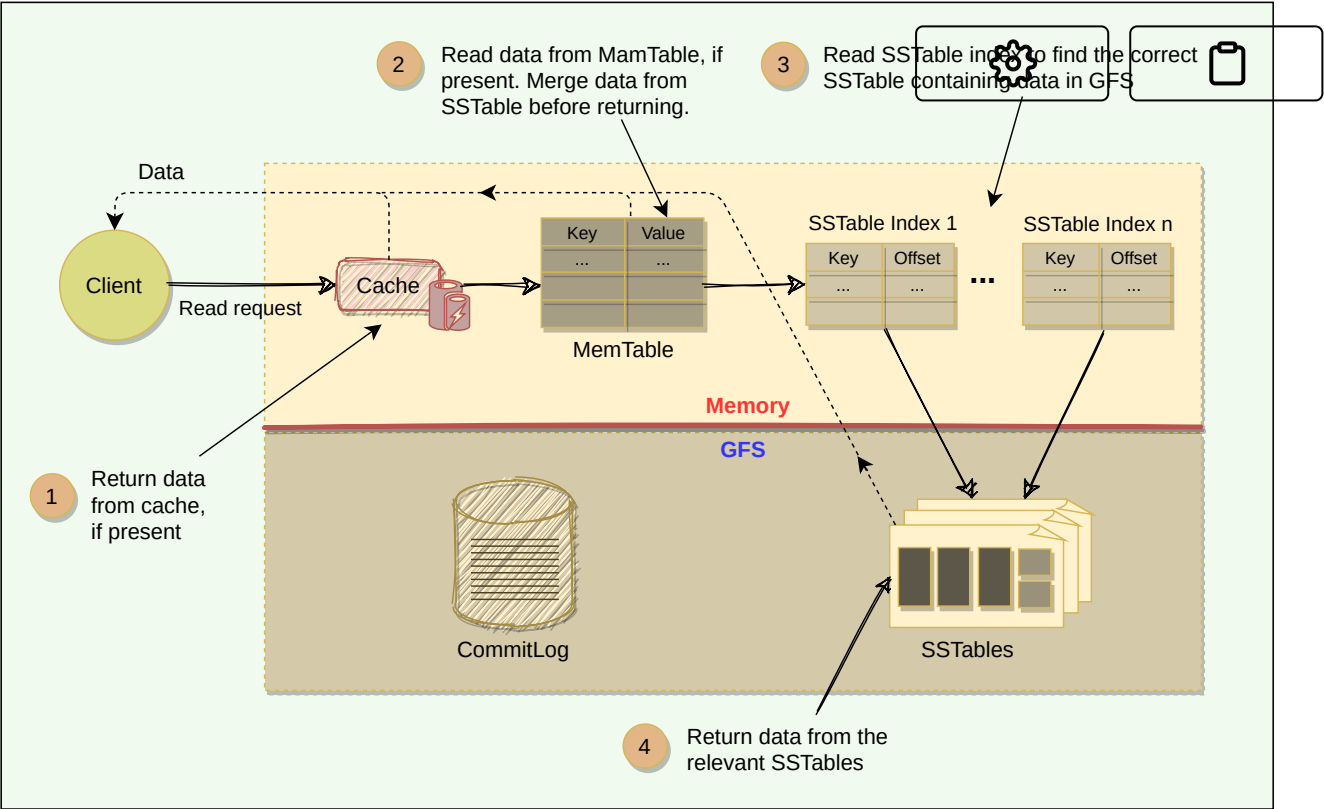 2
Read data from MamTable, if
present. Merge data from
SSTable before returning.
3
Read SSTable index to find the correct
SSTable containing data in GFS
Data
Client
Read request
Cache
Key Value
... ...
MemTable
SSTable Index 1
Key Offset
... ...
...
SSTable Index n
Key Offset
... ...
Memory
GFS
1
Return data
from cache,
if present
CommitLog
SSTables
4
Return data from the
relevant SSTables